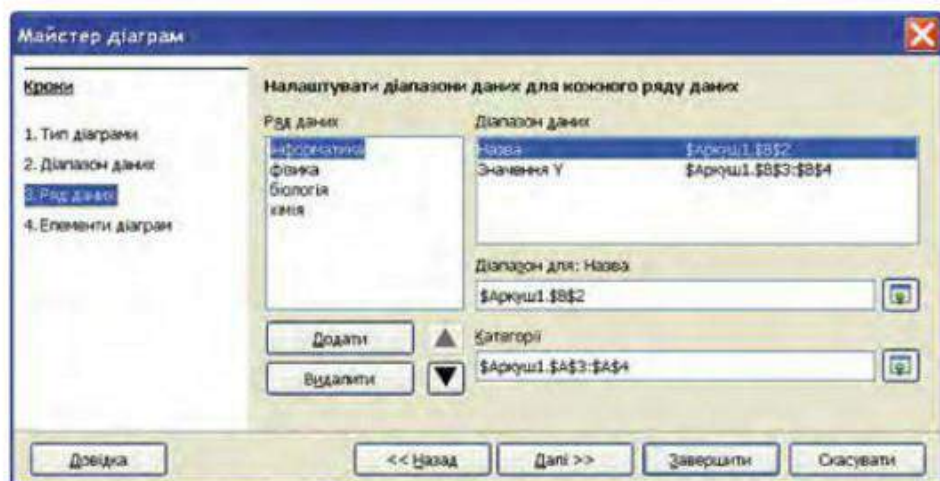 Майстер діаграм
Кроки
1. Тип діаграми
2. Діапазон даних
3. Ряд даних
4. Елементи діаграм
Налаштувати діапазони даних для кожного ряду даних
Ряд даних
інформатика
фізика
біологія
хімія
Додати
Видалити
Діапазон даних
Назва $Аркуш1.$B$2
Значення Y $Аркуш1.$B$3:$B$4
Діапазон для: Назва
$Аркуш1.$B$2
Категорії
$Аркуш1.$A$3:$A$4
Довідка
<< Назад
Далі >>
Завершити
Скасувати